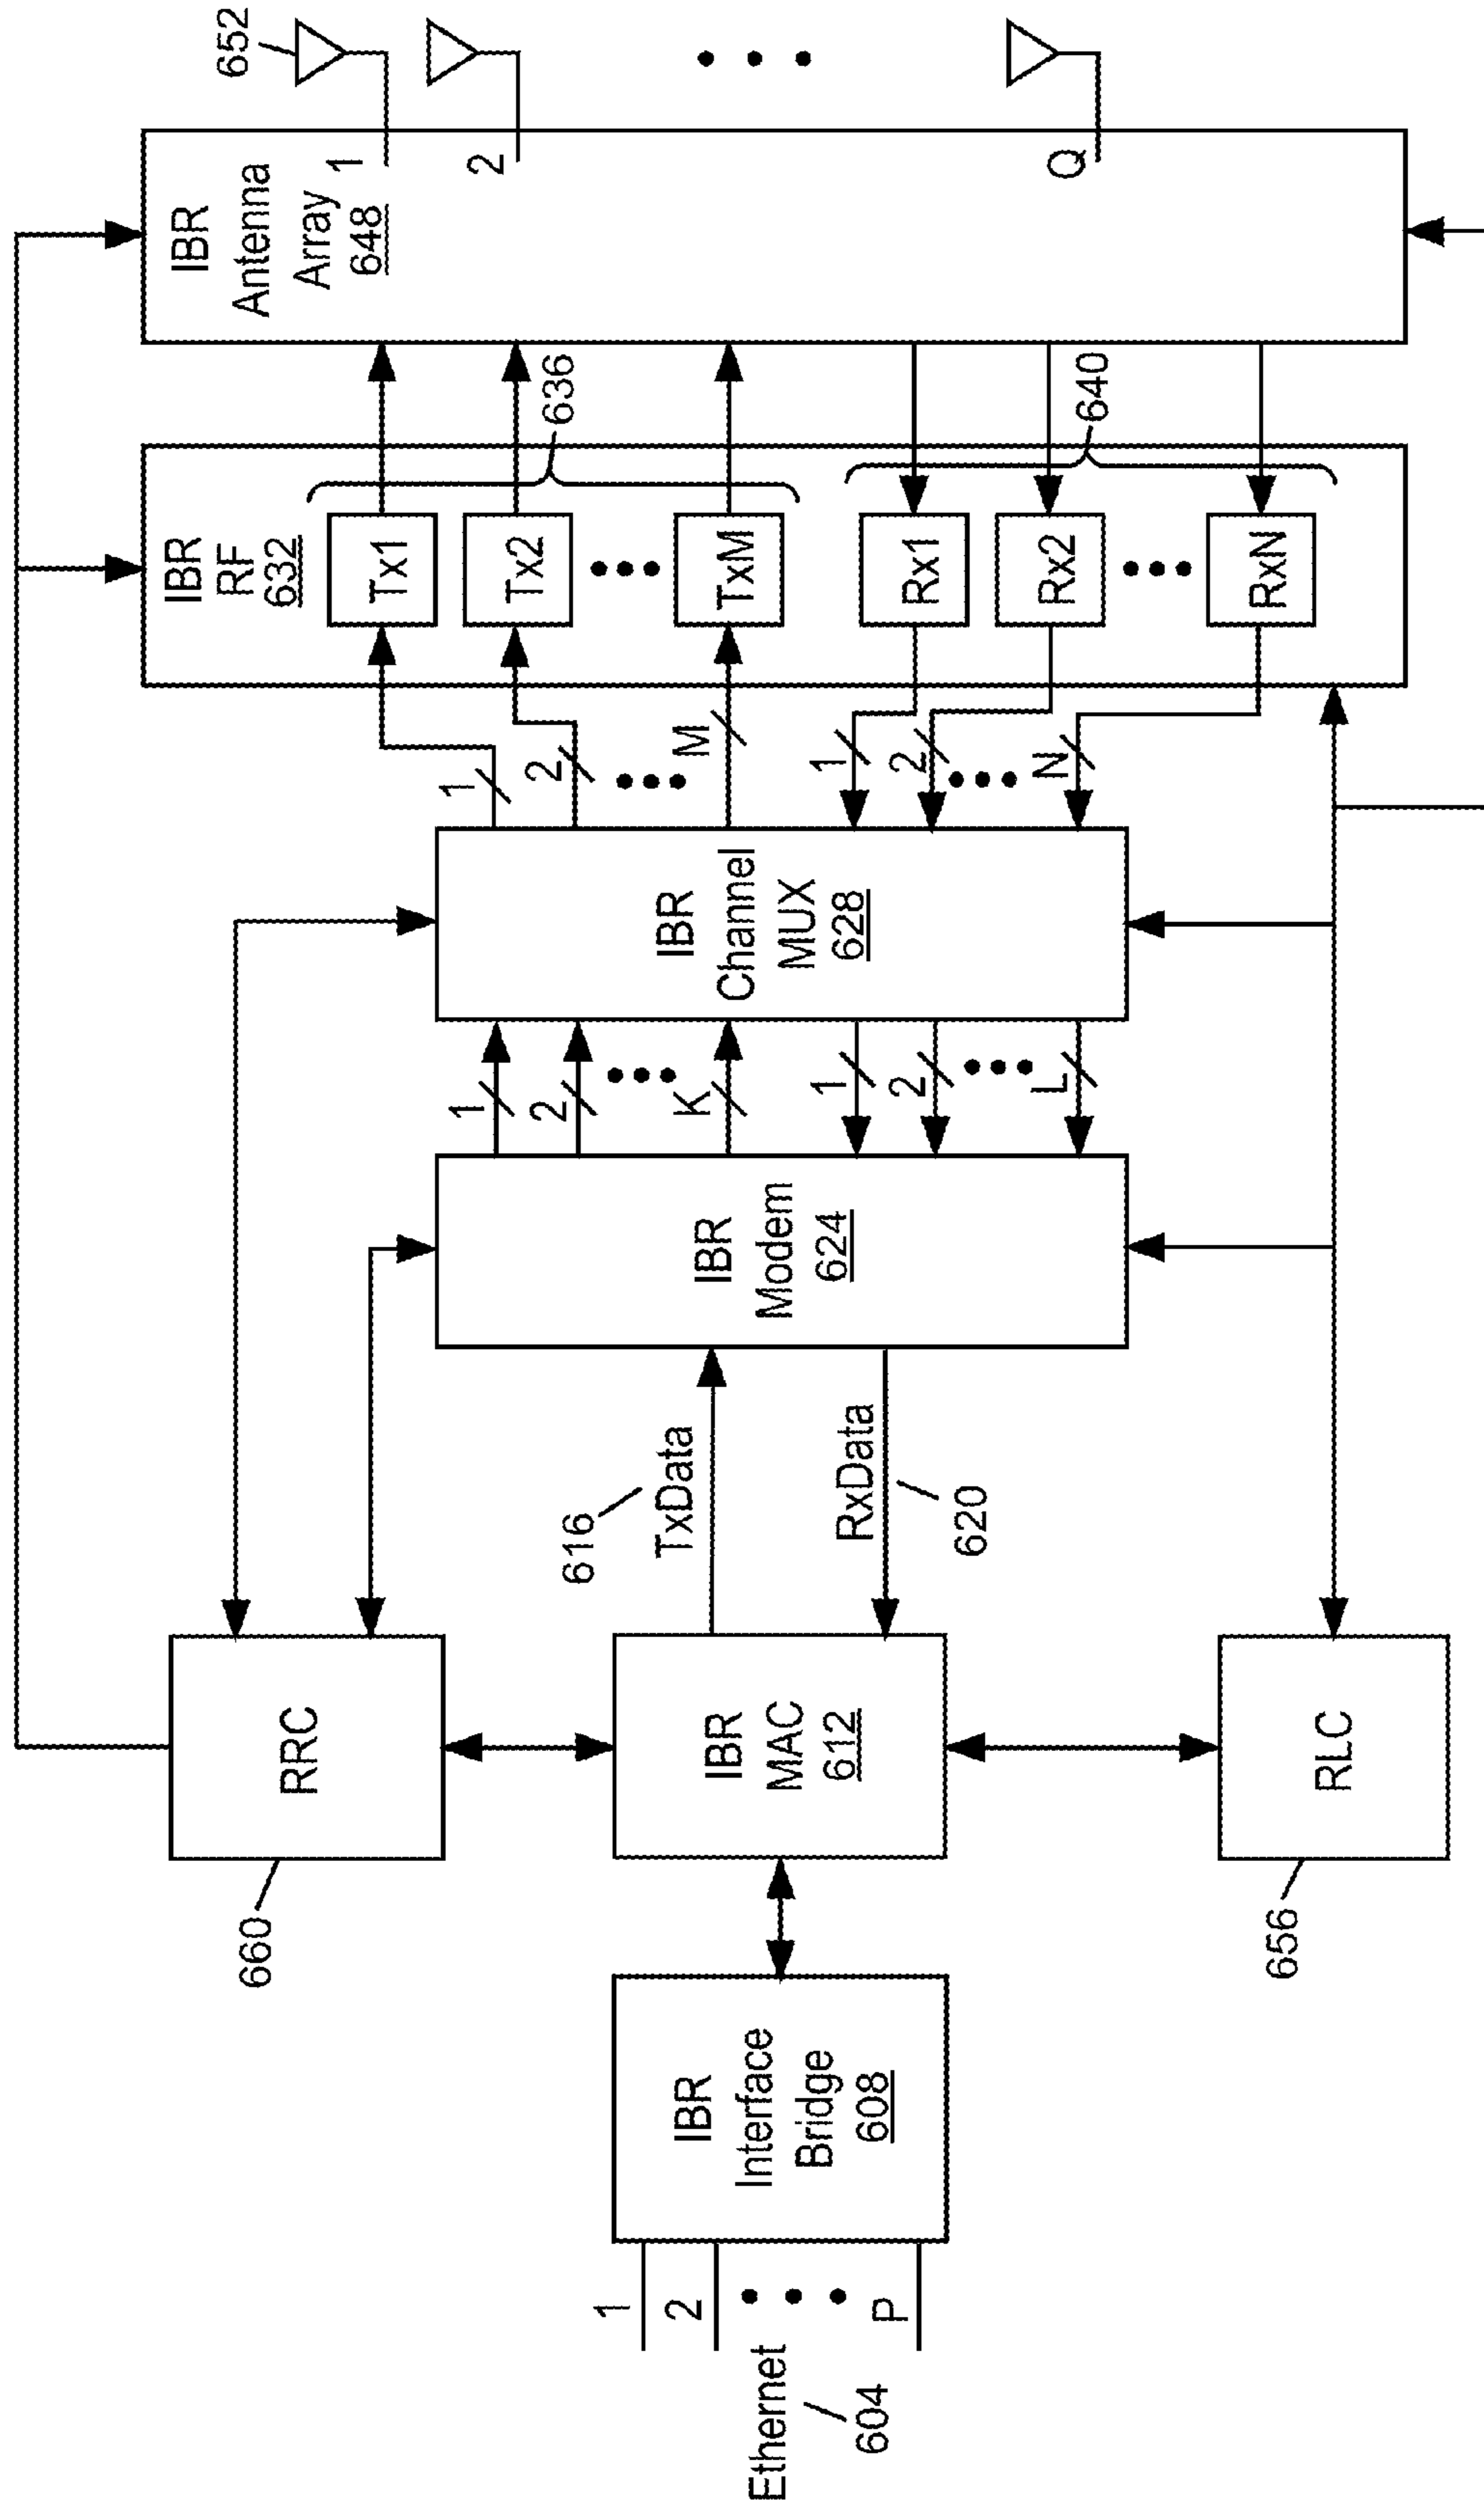 Ethernet
604
1
2
P
IBR
Interface
Bridge
608
660
RRC
IBR
MAC
612
656
RLC
616
TxData
RxData
620
IBR
Modem
624
1
2
K
1
2
L
IBR
Channel
MUX
628
1
2
M
1
2
N
IBR
RF
632
Tx1
Tx2
TxM
Rx1
Rx2
RxN
636
640
IBR
Antenna
Array
648
1
2
Q
652